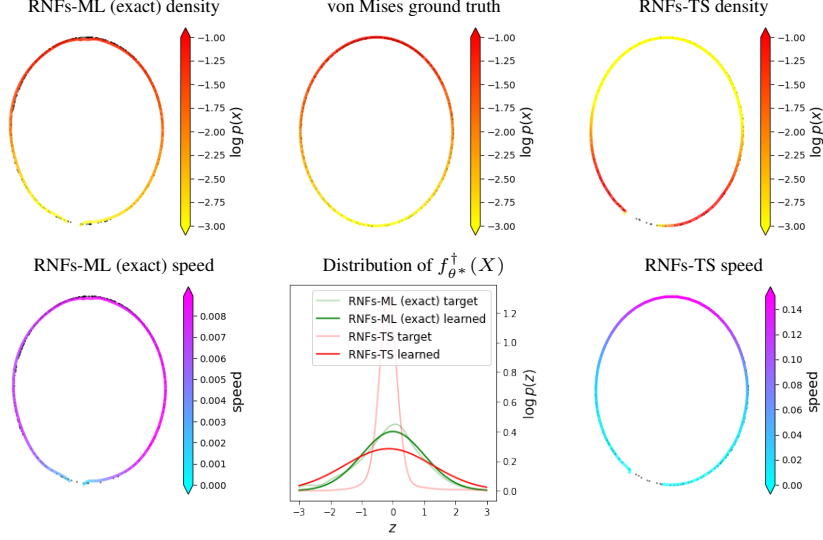 RNFs-ML (exact) density
von Mises ground truth
RNFs-TS density
−1.00
−1.25
−1.50
−1.75
−2.00
−2.25
−2.50
−2.75
−3.00
log p(x)
−1.00
−1.25
−1.50
−1.75
−2.00
−2.25
−2.50
−2.75
−3.00
log p(x)
−1.00
−1.25
−1.50
−1.75
−2.00
−2.25
−2.50
−2.75
−3.00
log p(x)
RNFs-ML (exact) speed
Distribution of f†θ*(X)
RNFs-TS speed
0.008
0.007
0.006
0.005
0.004
0.003
0.002
0.001
0.000
speed
RNFs-ML (exact) target
RNFs-ML (exact) learned
RNFs-TS target
RNFs-TS learned
1.2
1.0
0.8
0.6
0.4
0.2
0.0
log p(z)
−3 −2 −1 0 1 2 3
z
0.14
0.12
0.10
0.08
0.06
0.04
0.02
0.00
speed